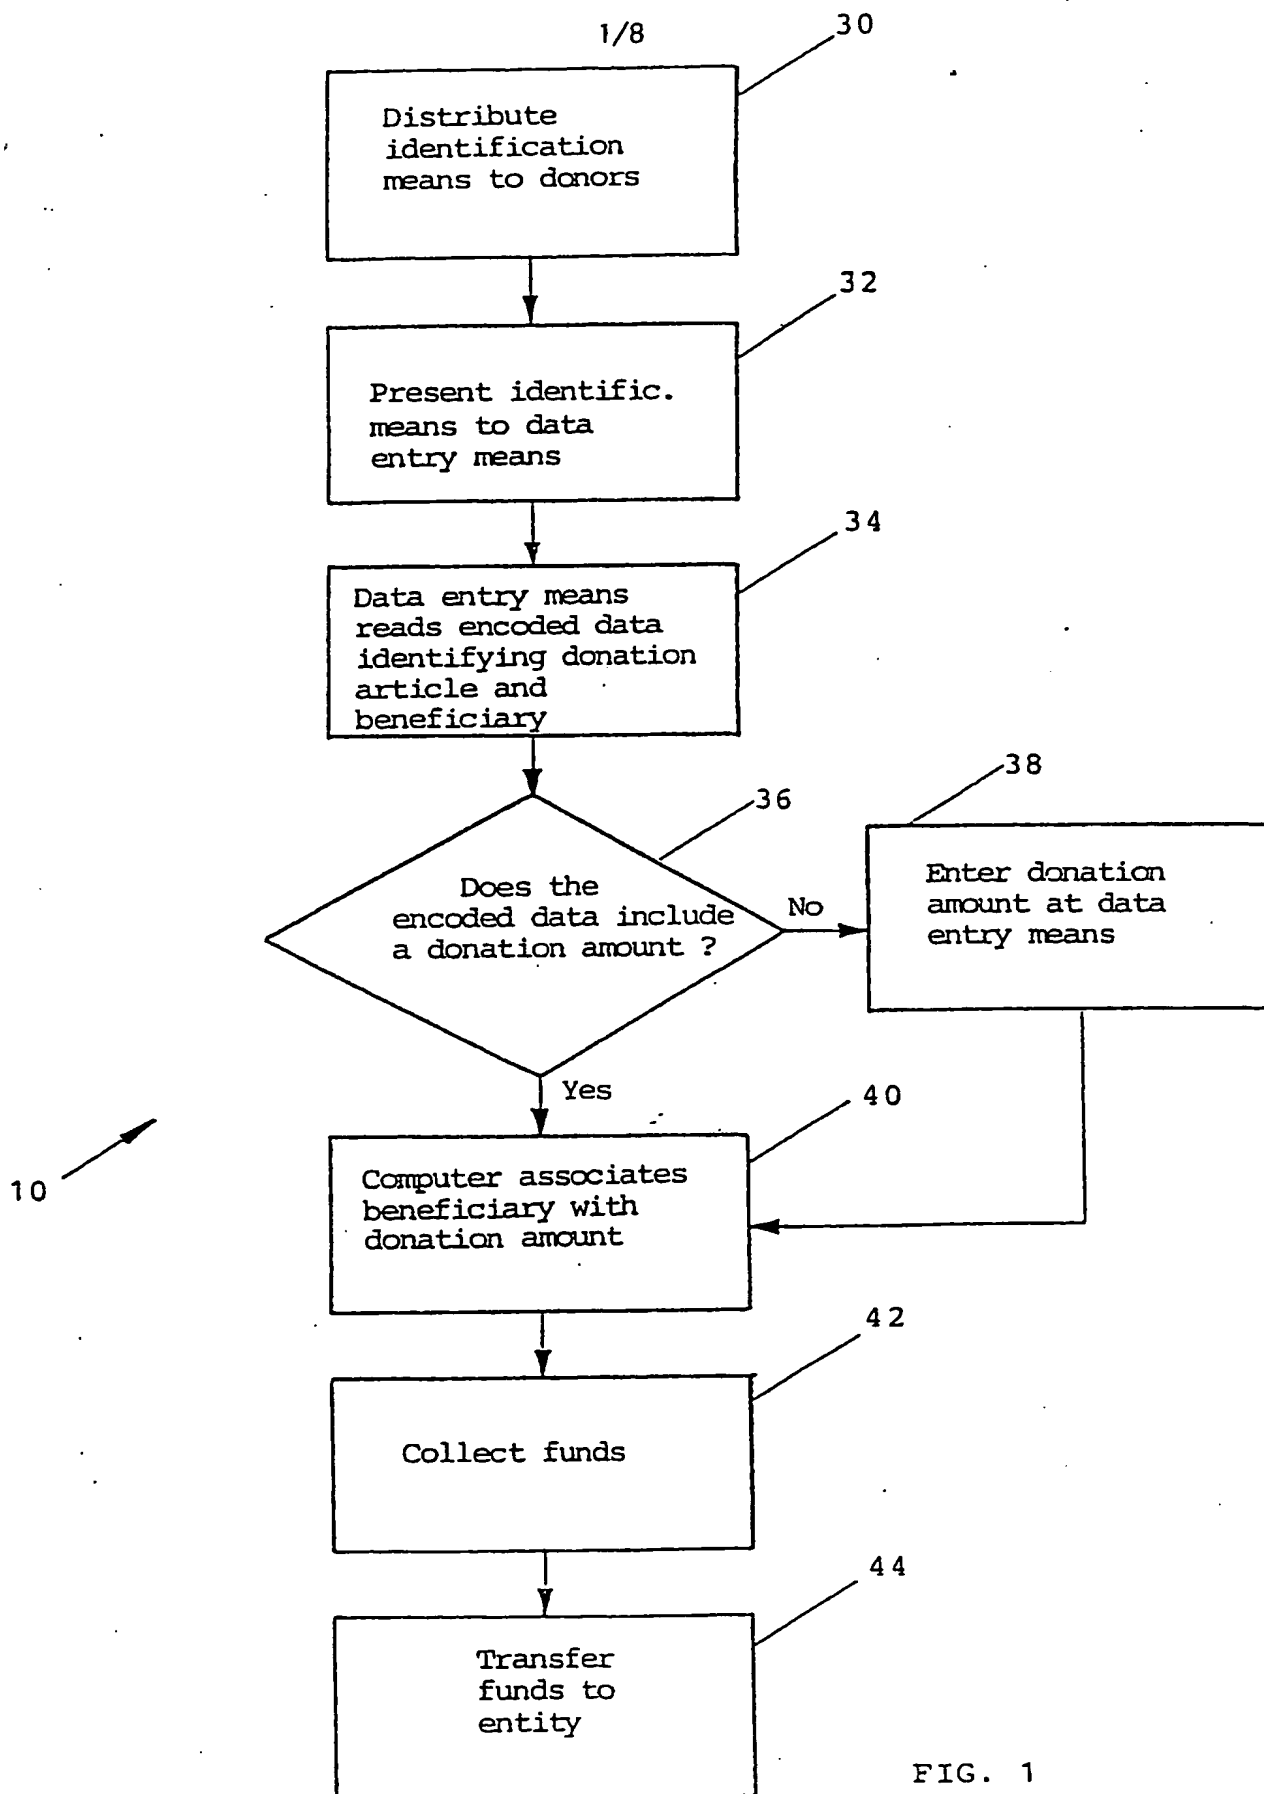 1/8
30
Distribute
identification
means to donors
32
Present identific.
means to data
entry means
34
Data entry means
reads encoded data
identifying donation
article and
beneficiary
36
38
Does the
encoded data include
a donation amount ?
No
Enter donation
amount at data
entry means
Yes
40
10
Computer associates
beneficiary with
donation amount
42
Collect funds
44
Transfer
funds to
entity
FIG. 1